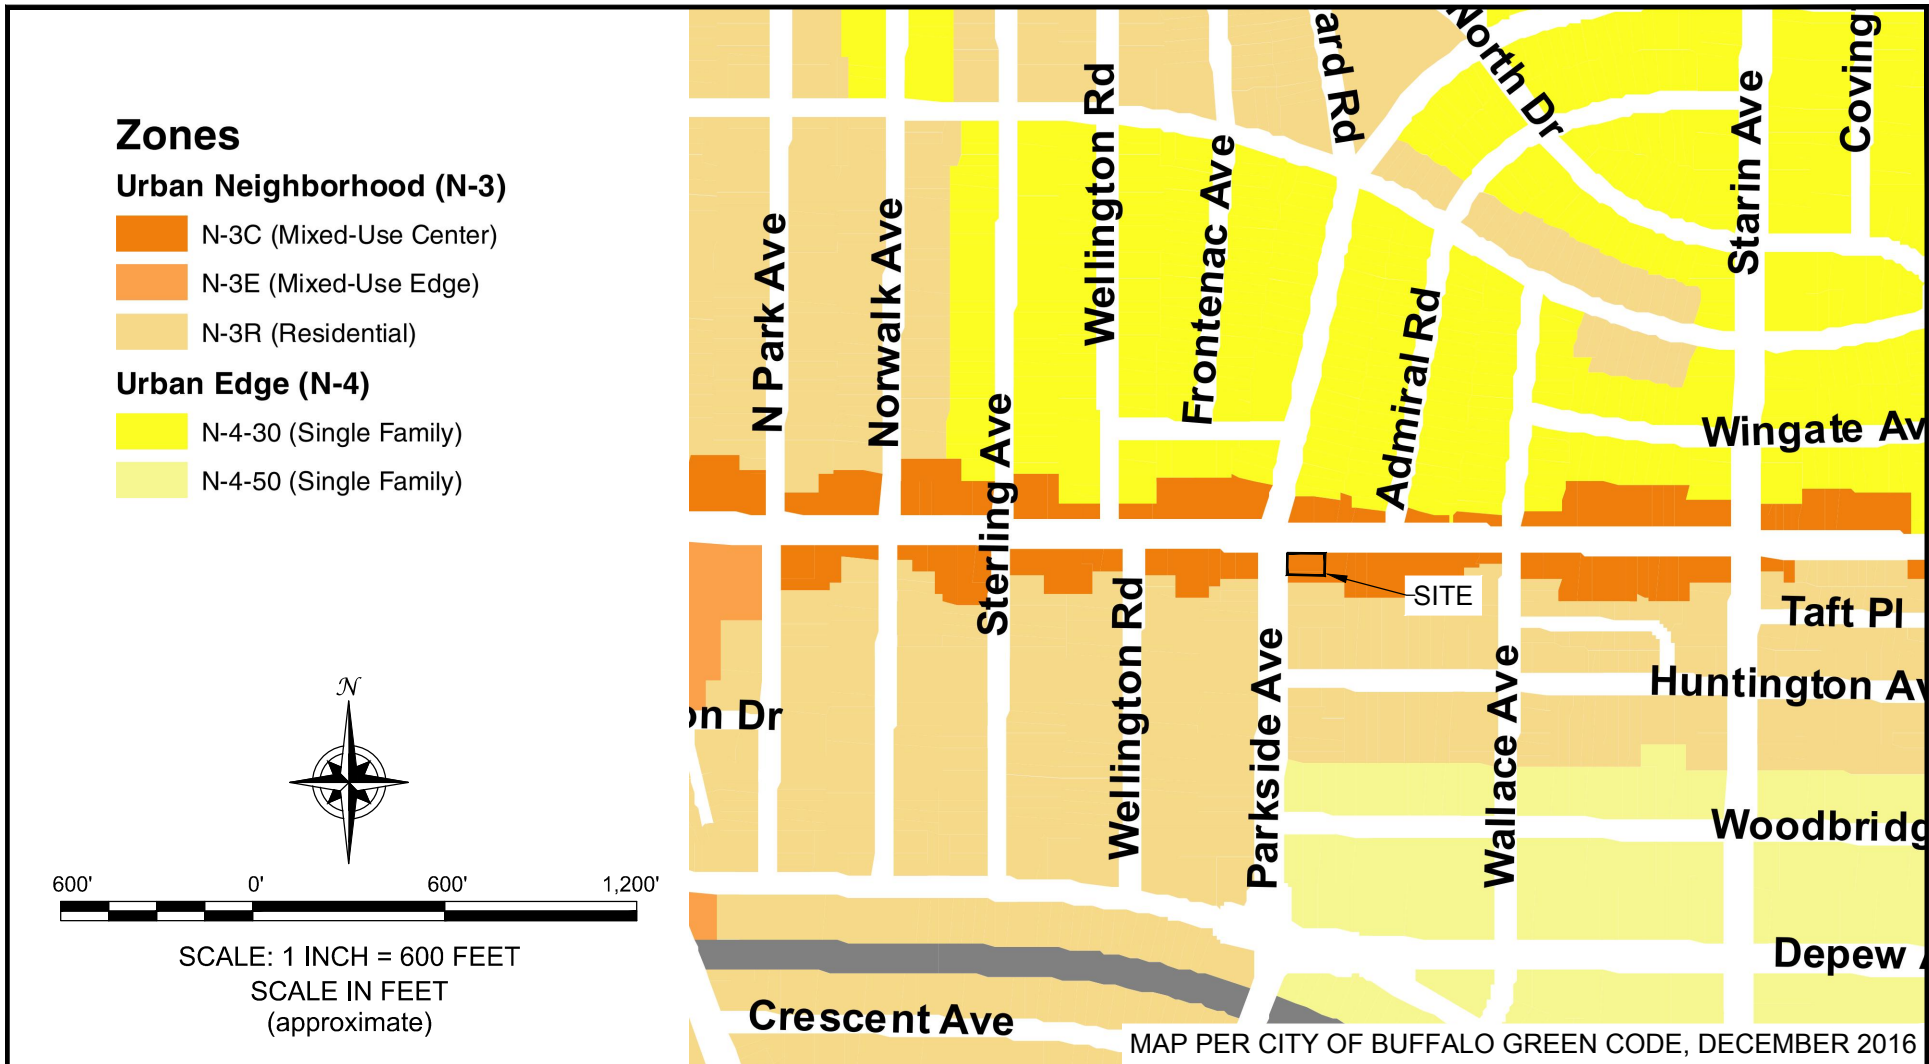 Zones
Urban Neighborhood (N-3)
N-3C (Mixed-Use Center)
N-3E (Mixed-Use Edge)
N-3R (Residential)
Urban Edge (N-4)
N-4-30 (Single Family)
N-4-50 (Single Family)
N
600' 0' 600' 1,200'
SCALE: 1 INCH = 600 FEET
SCALE IN FEET
(approximate)
N Park Ave
Norwalk Ave
Sterling Ave
Wellington Rd
Frontenac Ave
ard Rd
North Dr
Admiral Rd
Starin Ave
Coving
Wingate Av
SITE
Taft Pl
Huntington Av
Wellington Rd
Parkside Ave
Wallace Ave
on Dr
Woodbridg
Depew A
Crescent Ave
MAP PER CITY OF BUFFALO GREEN CODE, DECEMBER 2016